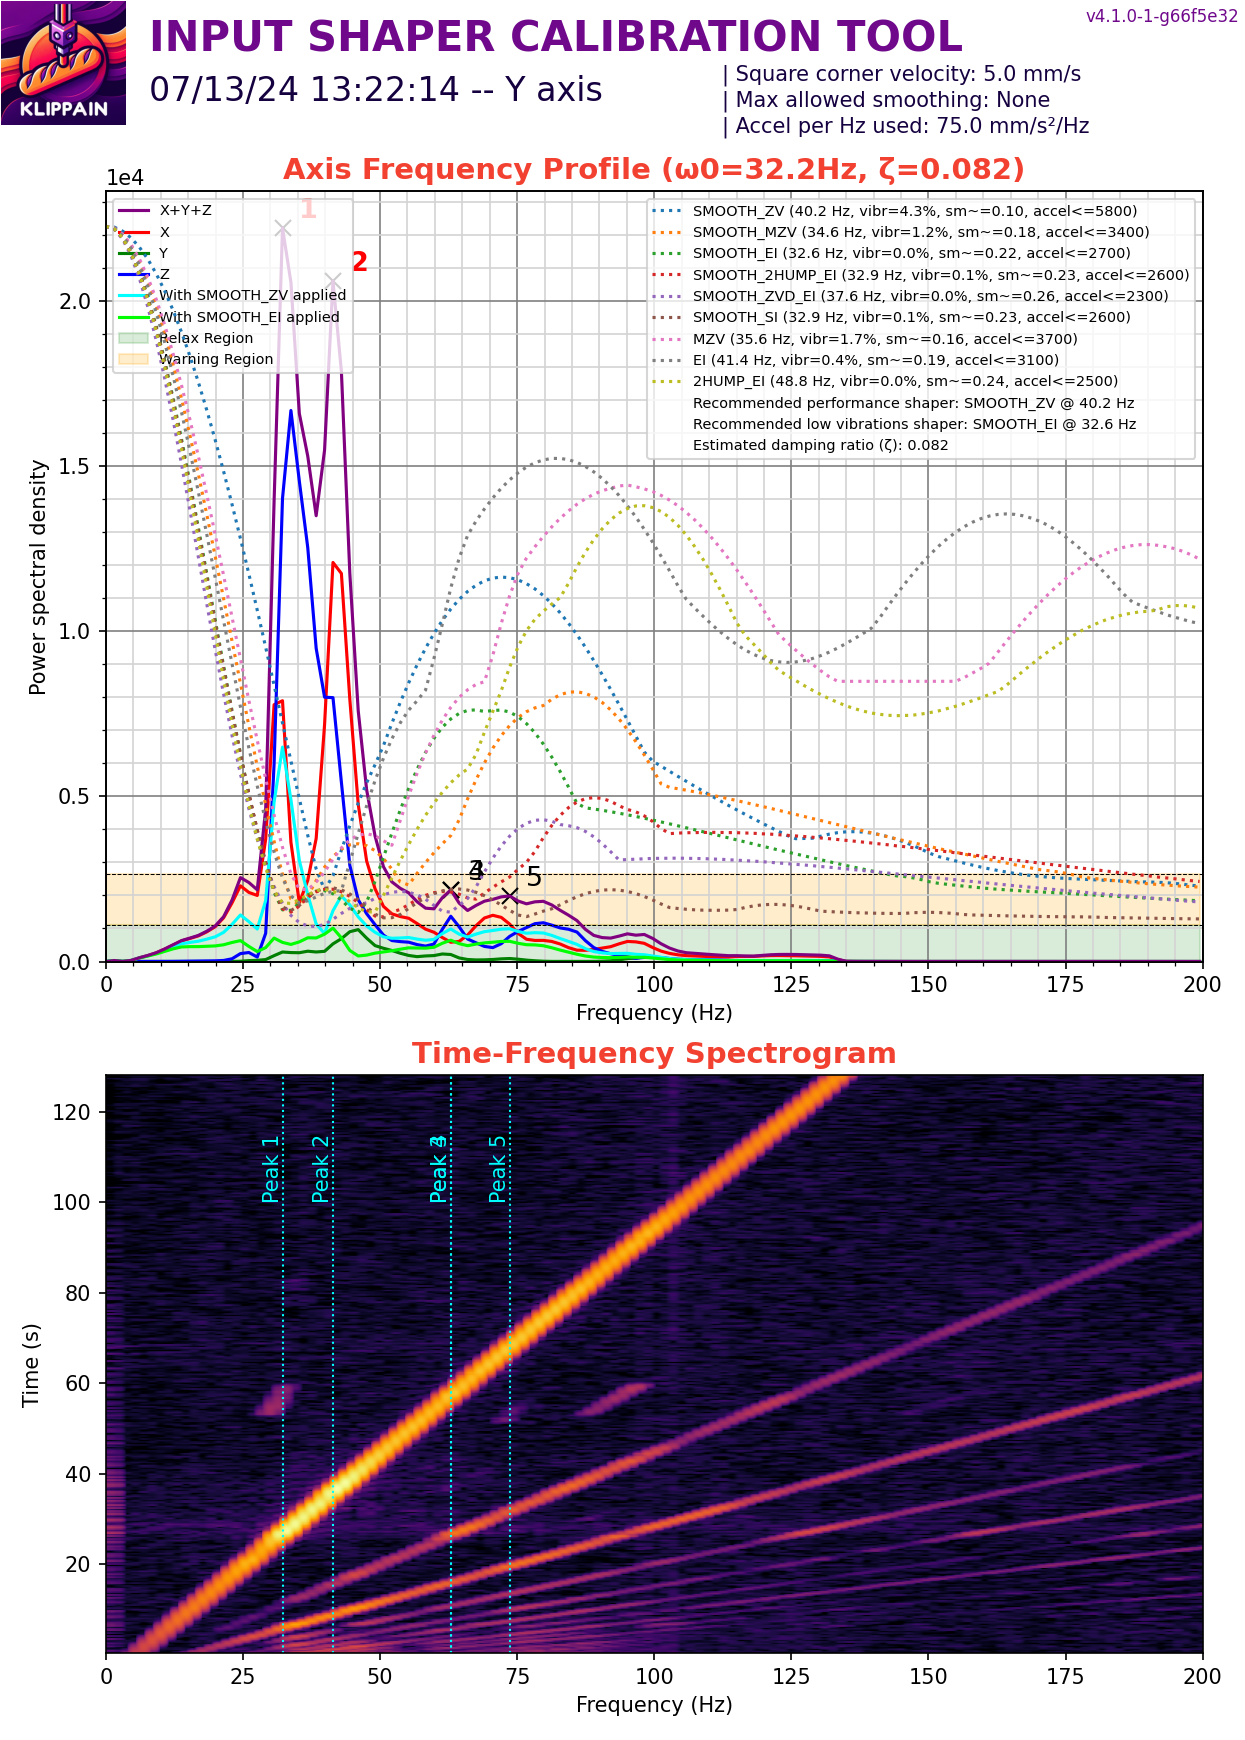 v4.1.0-1-g66f5e32
INPUT SHAPER CALIBRATION TOOL
07/13/24 13:22:14 -- Y axis
| Square corner velocity: 5.0 mm/s
| Max allowed smoothing: None
| Accel per Hz used: 75.0 mm/s²/Hz
KLIPPAIN
Axis Frequency Profile (ω0=32.2Hz, ζ=0.082)
1e4
X+Y+Z
X
Y
Z
With SMOOTH_ZV applied
With SMOOTH_EI applied
Relax Region
Warning Region
1
2
3
4
5
SMOOTH_ZV (40.2 Hz, vibr=4.3%, sm~=0.10, accel<=5800)
SMOOTH_MZV (34.6 Hz, vibr=1.2%, sm~=0.18, accel<=3400)
SMOOTH_EI (32.6 Hz, vibr=0.0%, sm~=0.22, accel<=2700)
SMOOTH_2HUMP_EI (32.9 Hz, vibr=0.1%, sm~=0.23, accel<=2600)
SMOOTH_ZVD_EI (37.6 Hz, vibr=0.0%, sm~=0.26, accel<=2300)
SMOOTH_SI (32.9 Hz, vibr=0.1%, sm~=0.23, accel<=2600)
MZV (35.6 Hz, vibr=1.7%, sm~=0.16, accel<=3700)
EI (41.4 Hz, vibr=0.4%, sm~=0.19, accel<=3100)
2HUMP_EI (48.8 Hz, vibr=0.0%, sm~=0.24, accel<=2500)
Recommended performance shaper: SMOOTH_ZV @ 40.2 Hz
Recommended low vibrations shaper: SMOOTH_EI @ 32.6 Hz
Estimated damping ratio (ζ): 0.082
Power spectral density
2.0
1.5
1.0
0.5
0.0
0 25 50 75 100 125 150 175 200
Frequency (Hz)
Time-Frequency Spectrogram
Time (s)
120
100
80
60
40
20
Peak 1
Peak 2
Peak 3
Peak 4
Peak 5
0 25 50 75 100 125 150 175 200
Frequency (Hz)